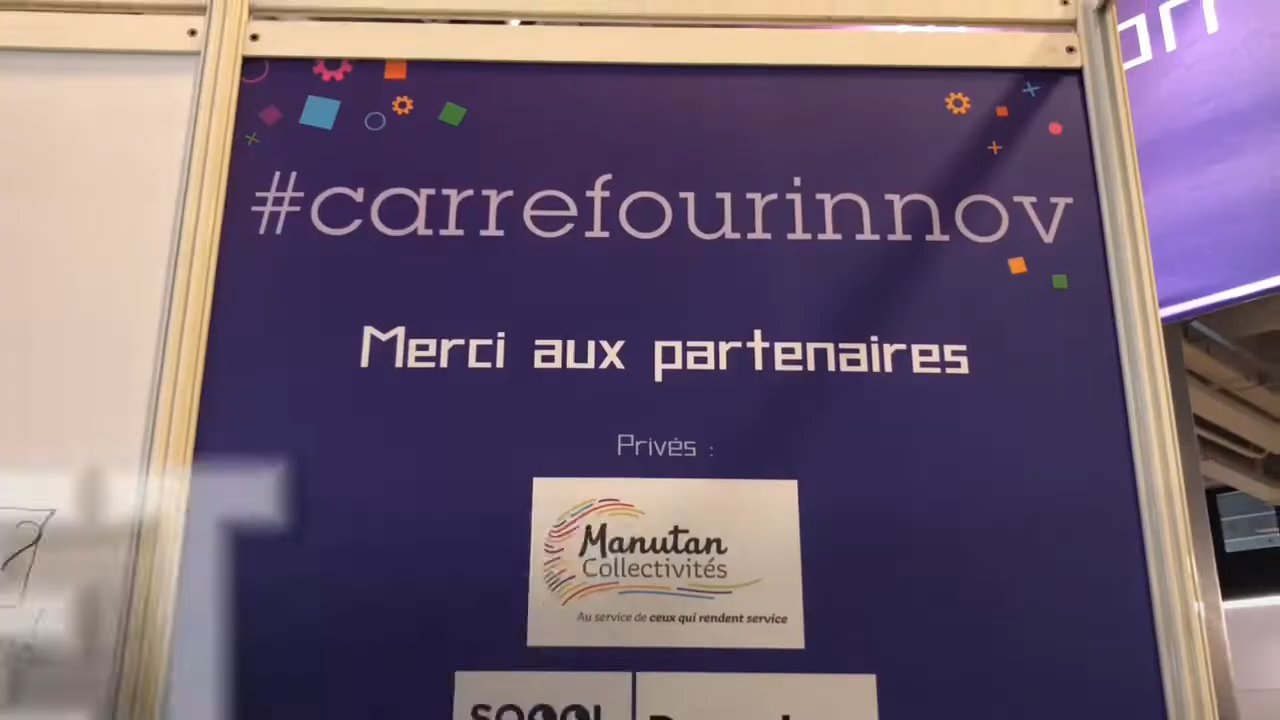 #carrefourinnov
Merci aux partenaires
Privés :
Manutan
Collectivités
Au service de ceux qui rendent service